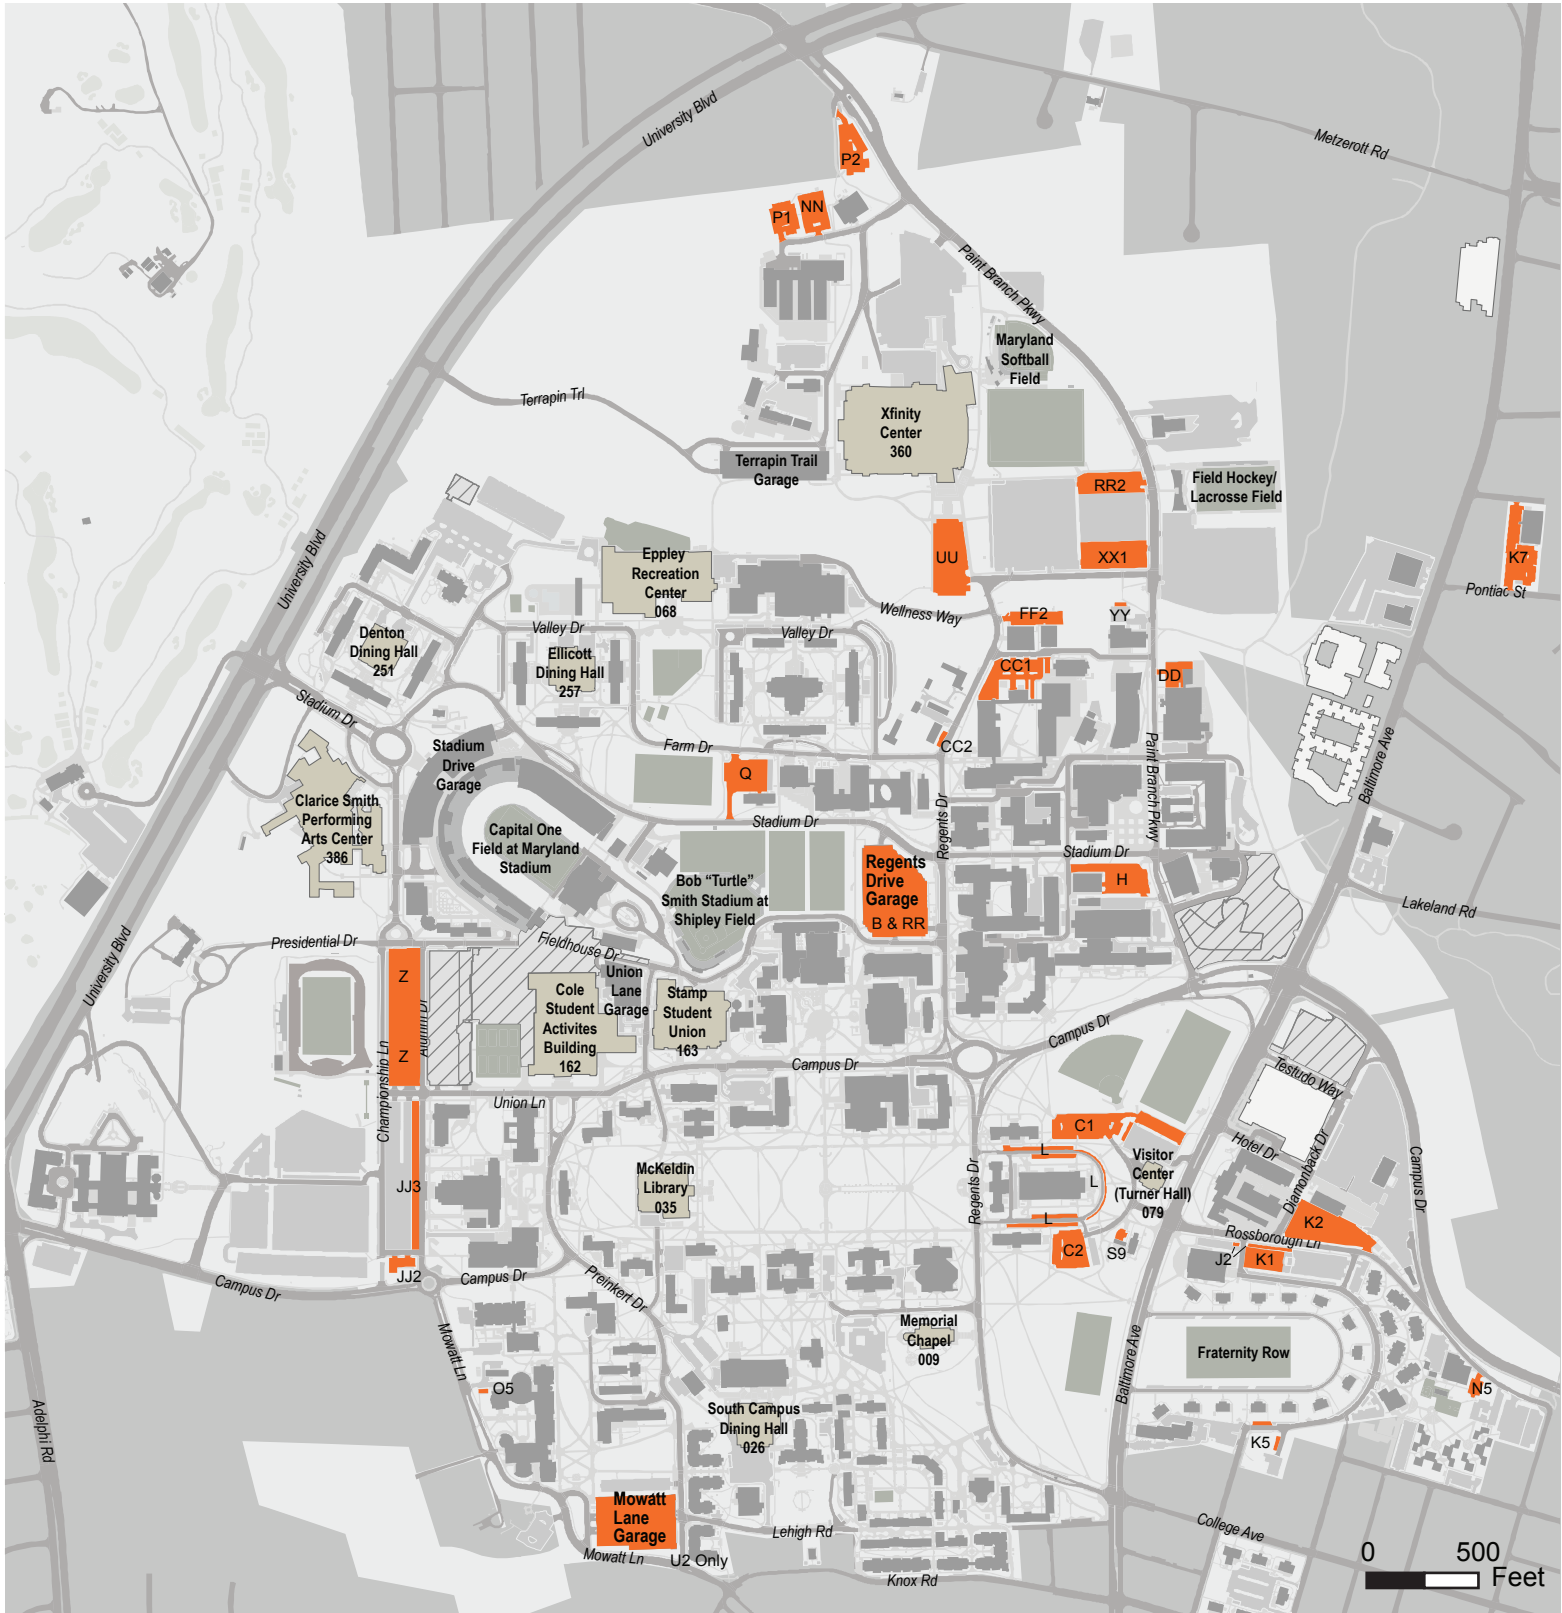 University Blvd
Metzerott Rd
P2
P1
NN
Paint Branch Pkwy
Maryland
Softball
Field
Terrapin Trl
Xfinity
Center
360
Terrapin Trail
Garage
RR2
Field Hockey/
Lacrosse Field
University Blvd
Eppley
Recreation
Center
068
UU
XX1
K7
Pontiac St
Wellness Way
FF2
YY
Denton
Dining Hall
251
Valley Dr
Valley Dr
Ellicott
Dining Hall
257
CC1
DD
Stadium Dr
Stadium
Drive
Garage
Farm Dr
CC2
Q
Paint Branch Pkwy
Baltimore Ave
Clarice Smith
Performing
Arts Center
386
Capital One
Field at Maryland
Stadium
Stadium Dr
Regents Dr
Stadium Dr
Regents
Drive
Garage
B & RR
H
Bob “Turtle”
Smith Stadium at
Shipley Field
Lakeland Rd
Presidential Dr
Fieldhouse Dr
University Blvd
Z
Union
Lane
Garage
Cole
Student
Activites
Building
162
Stamp
Student
Union
163
Alumni Dr
Z
Championship Ln
Campus Dr
Campus Dr
Testudo Way
Union Ln
C1
Hotel Dr
Diamonback Dr
Campus Dr
L
Visitor
Center
(Turner Hall)
079
McKeldin
Library
035
Regents Dr
JJ3
L
L
K2
Rossborough Ln
C2
S9
J2
K1
JJ2
Campus Dr
Campus Dr
Preinkert Dr
Memorial
Chapel
009
Mowatt Ln
Baltimore Ave
Fraternity Row
O5
N5
Adelphi Rd
South Campus
Dining Hall
026
K5
Mowatt
Lane
Garage
Lehigh Rd
College Ave
Mowatt Ln
U2 Only
Knox Rd
0 500
Feet